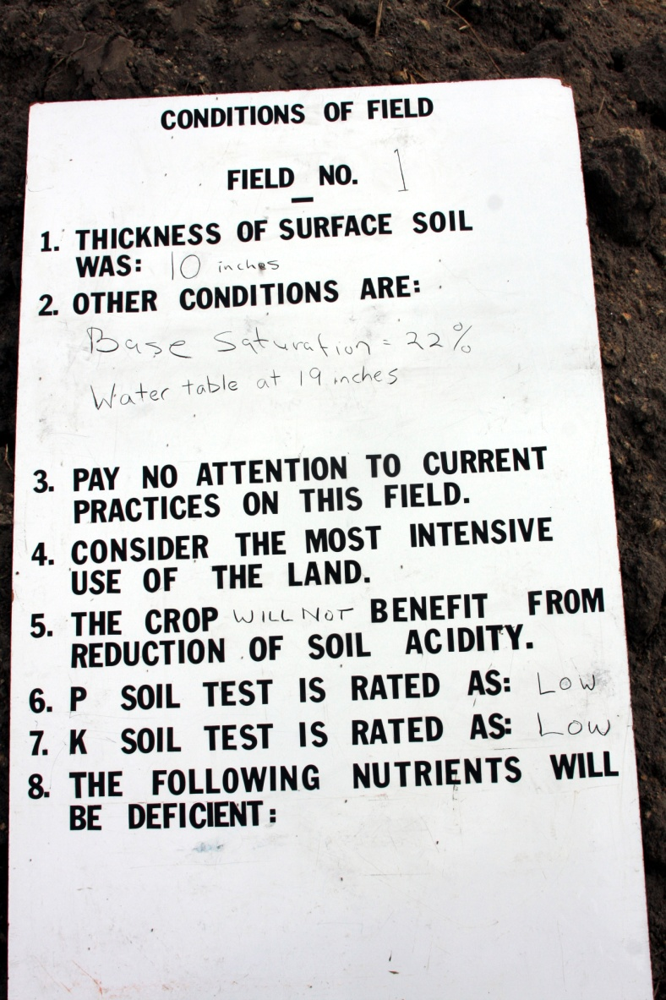 CONDITIONS OF FIELD
FIELD NO. 1
1. THICKNESS OF SURFACE SOIL
WAS: 10 inches
2. OTHER CONDITIONS ARE:
Base Saturation = 22%
Water table at 19 inches
3. PAY NO ATTENTION TO CURRENT
PRACTICES ON THIS FIELD.
4. CONSIDER THE MOST INTENSIVE
USE OF THE LAND.
5. THE CROP WILL NOT BENEFIT FROM
REDUCTION OF SOIL ACIDITY.
6. P SOIL TEST IS RATED AS: Low
7. K SOIL TEST IS RATED AS: Low
8. THE FOLLOWING NUTRIENTS WILL
BE DEFICIENT: